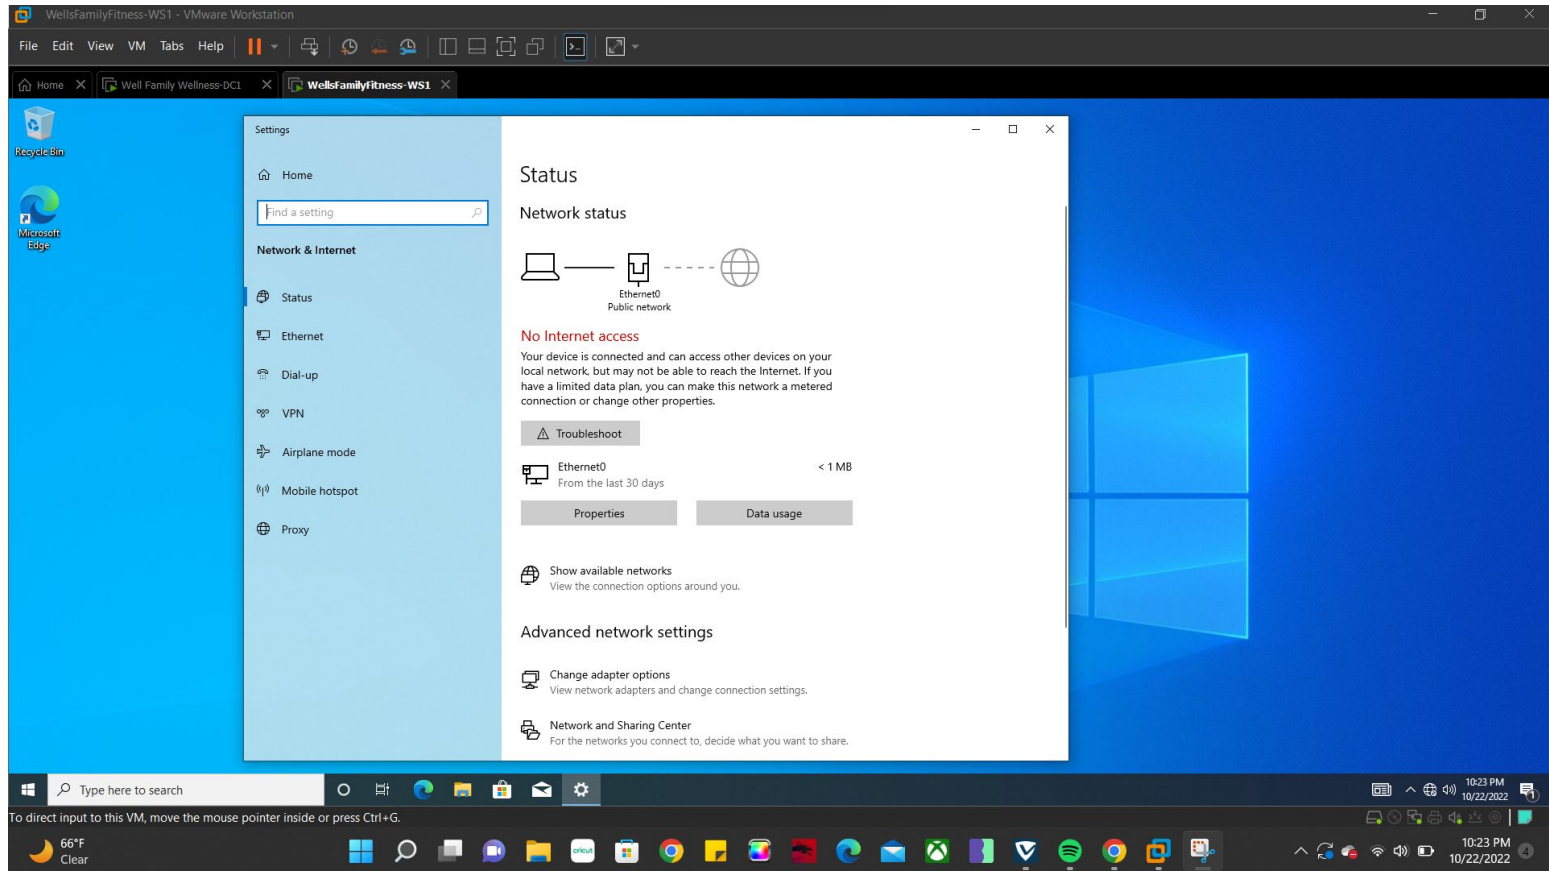 WellsFamilyFitness-WS1 - VMware Workstation
File Edit View VM Tabs Help
Home
Well Family Wellness-DC1
WellsFamilyFitness-WS1
Recycle Bin
Microsoft
Edge
Settings
Home
Find a setting
Network & Internet
Status
Ethernet
Dial-up
VPN
Airplane mode
Mobile hotspot
Proxy
Status
Network status
Ethernet0
Public network
No Internet access
Your device is connected and can access other devices on your
local network, but may not be able to reach the Internet. If you
have a limited data plan, you can make this network a metered
connection or change other properties.
Troubleshoot
Ethernet0
< 1 MB
From the last 30 days
Properties
Data usage
Show available networks
View the connection options around you.
Advanced network settings
Change adapter options
View network adapters and change connection settings.
Network and Sharing Center
For the networks you connect to, decide what you want to share.
Type here to search
10:23 PM
10/22/2022
1
To direct input to this VM, move the mouse pointer inside or press Ctrl+G.
66°F
Clear
cricut
10:23 PM
10/22/2022
4